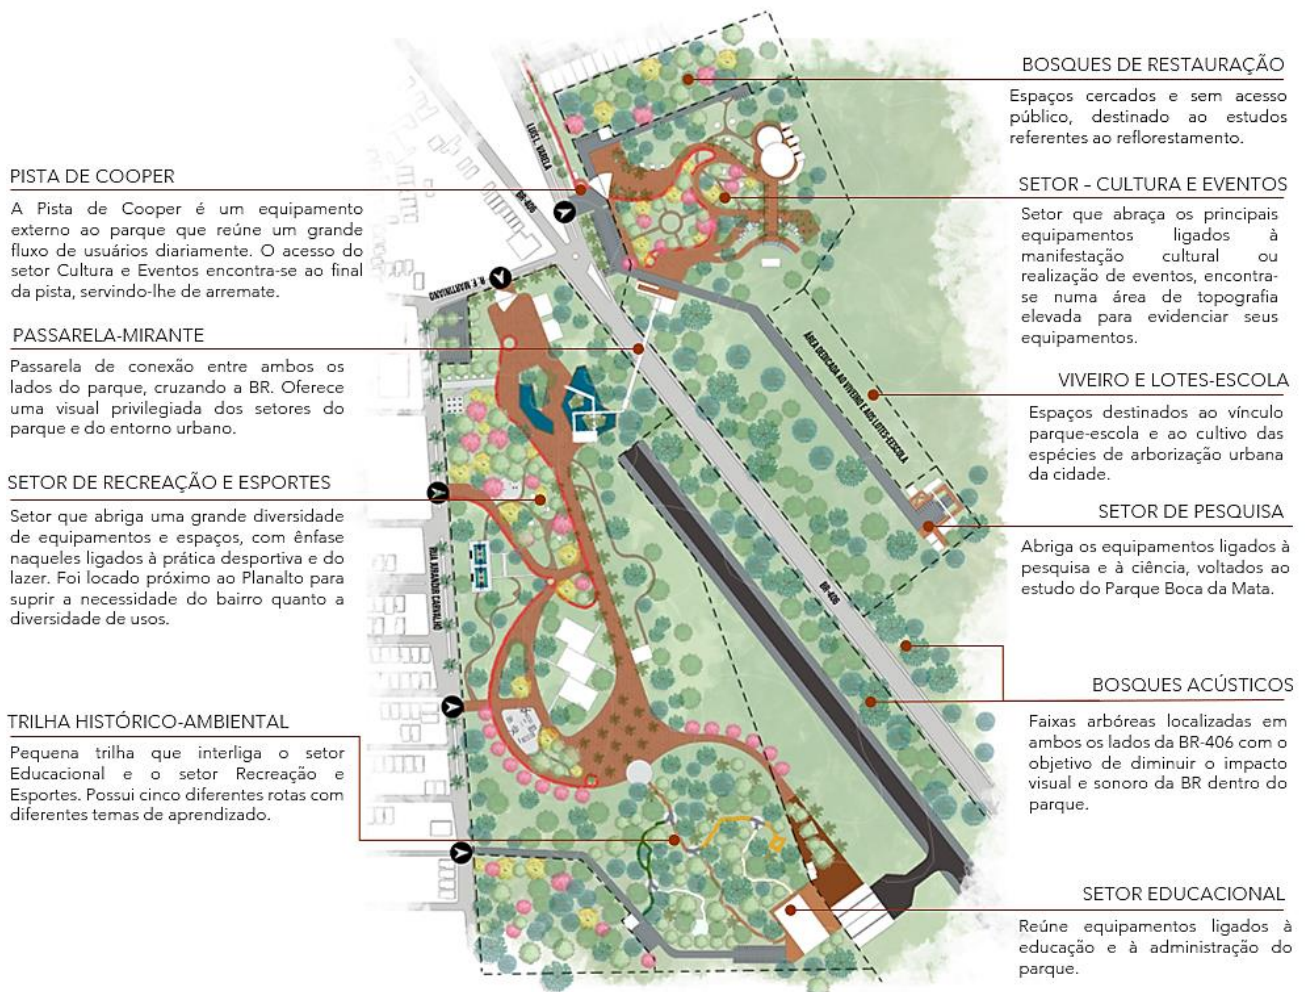 PISTA DE COOPER
A Pista de Cooper é um equipamento
externo ao parque que reúne um grande
fluxo de usuários diariamente. O acesso do
setor Cultura e Eventos encontra-se ao final
da pista, servindo-lhe de arremate.
PASSARELA-MIRANTE
Passarela de conexão entre ambos os
lados do parque, cruzando a BR. Oferece
uma visual privilegiada dos setores do
parque e do entorno urbano.
SETOR DE RECREAÇÃO E ESPORTES
Setor que abriga uma grande diversidade
de equipamentos e espaços, com ênfase
naqueles ligados à prática desportiva e do
lazer. Foi locado próximo ao Planalto para
suprir a necessidade do bairro quanto a
diversidade de usos.
TRILHA HISTÓRICO-AMBIENTAL
Pequena trilha que interliga o setor
Educacional e o setor Recreação e
Esportes. Possui cinco diferentes rotas com
diferentes temas de aprendizado.
LUIS L. VARELA
BR-406
R. F. MARTINIANO
ÁREA DEDICADA AO VIVEIRO E AOS LOTES-EESCOLA
BR-406
BOSQUES DE RESTAURAÇÃO
Espaços cercados e sem acesso
público, destinado ao estudos
referentes ao reflorestamento.
SETOR - CULTURA E EVENTOS
Setor que abraça os principais
equipamentos ligados à
manifestação cultural ou
realização de eventos, encontra-
se numa área de topografia
elevada para evidenciar seus
equipamentos.
VIVEIRO E LOTES-ESCOLA
Espaços destinados ao vínculo
parque-escola e ao cultivo das
espécies de arborização urbana
da cidade.
SETOR DE PESQUISA
Abriga os equipamentos ligados à
pesquisa e à ciência, voltados ao
estudo do Parque Boca da Mata.
BOSQUES ACÚSTICOS
Faixas arbóreas localizadas em
ambos os lados da BR-406 com o
objetivo de diminuir o impacto
visual e sonoro da BR dentro do
parque.
SETOR EDUCACIONAL
Reúne equipamentos ligados à
educação e à administração do
parque.